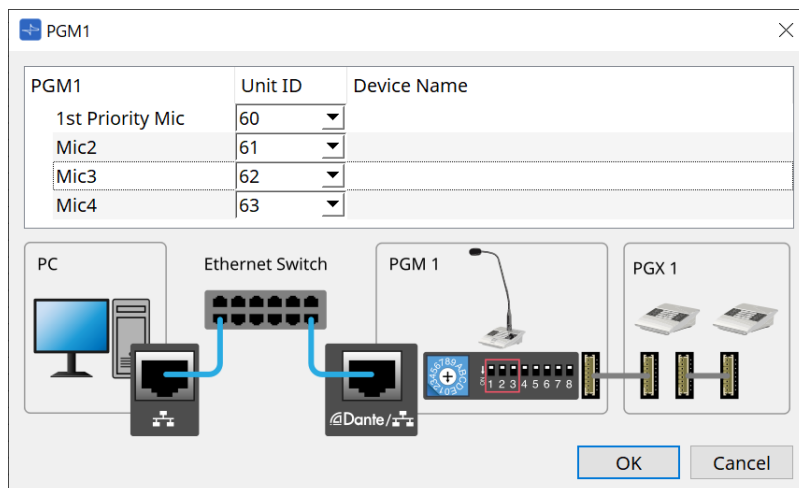 PGM1
PGM1 Unit ID Device Name
1st Priority Mic 60
Mic2 61
Mic3 62
Mic4 63
PC
Ethernet Switch
PGM 1
PGX 1
ON
1 2 3 4 5 6 7 8
Dante/
OK Cancel